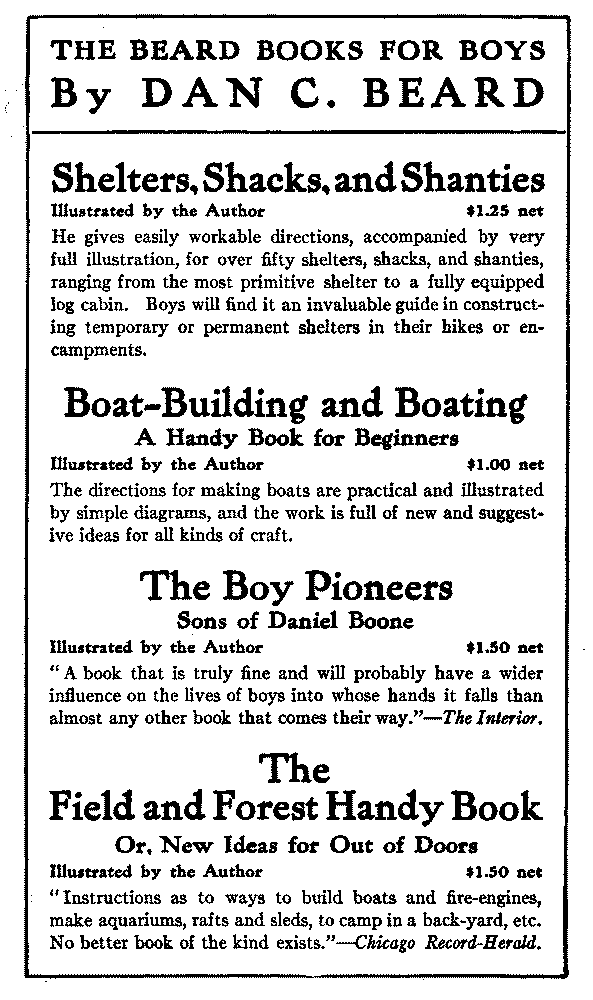 THE BEARD BOOKS FOR BOYS
By DAN C. BEARD
Shelters, Shacks, and Shanties
Illustrated by the Author $1.25 net
He gives easily workable directions, accompanied by very
full illustration, for over fifty shelters, shacks, and shanties,
ranging from the most primitive shelter to a fully equipped
log cabin. Boys will find it an invaluable guide in construct-
ing temporary or permanent shelters in their hikes or en-
campments.
Boat-Building and Boating
A Handy Book for Beginners
Illustrated by the Author $1.00 net
The directions for making boats are practical and illustrated
by simple diagrams, and the work is full of new and suggest-
ive ideas for all kinds of craft.
The Boy Pioneers
Sons of Daniel Boone
Illustrated by the Author $1.50 net
"A book that is truly fine and will probably have a wider
influence on the lives of boys into whose hands it falls than
almost any other book that comes their way."—The Interior.
The
Field and Forest Handy Book
Or, New Ideas for Out of Doors
Illustrated by the Author $1.50 net
"Instructions as to ways to build boats and fire-engines,
make aquariums, rafts and sleds, to camp in a back-yard, etc.
No better book of the kind exists."—Chicago Record-Herald.